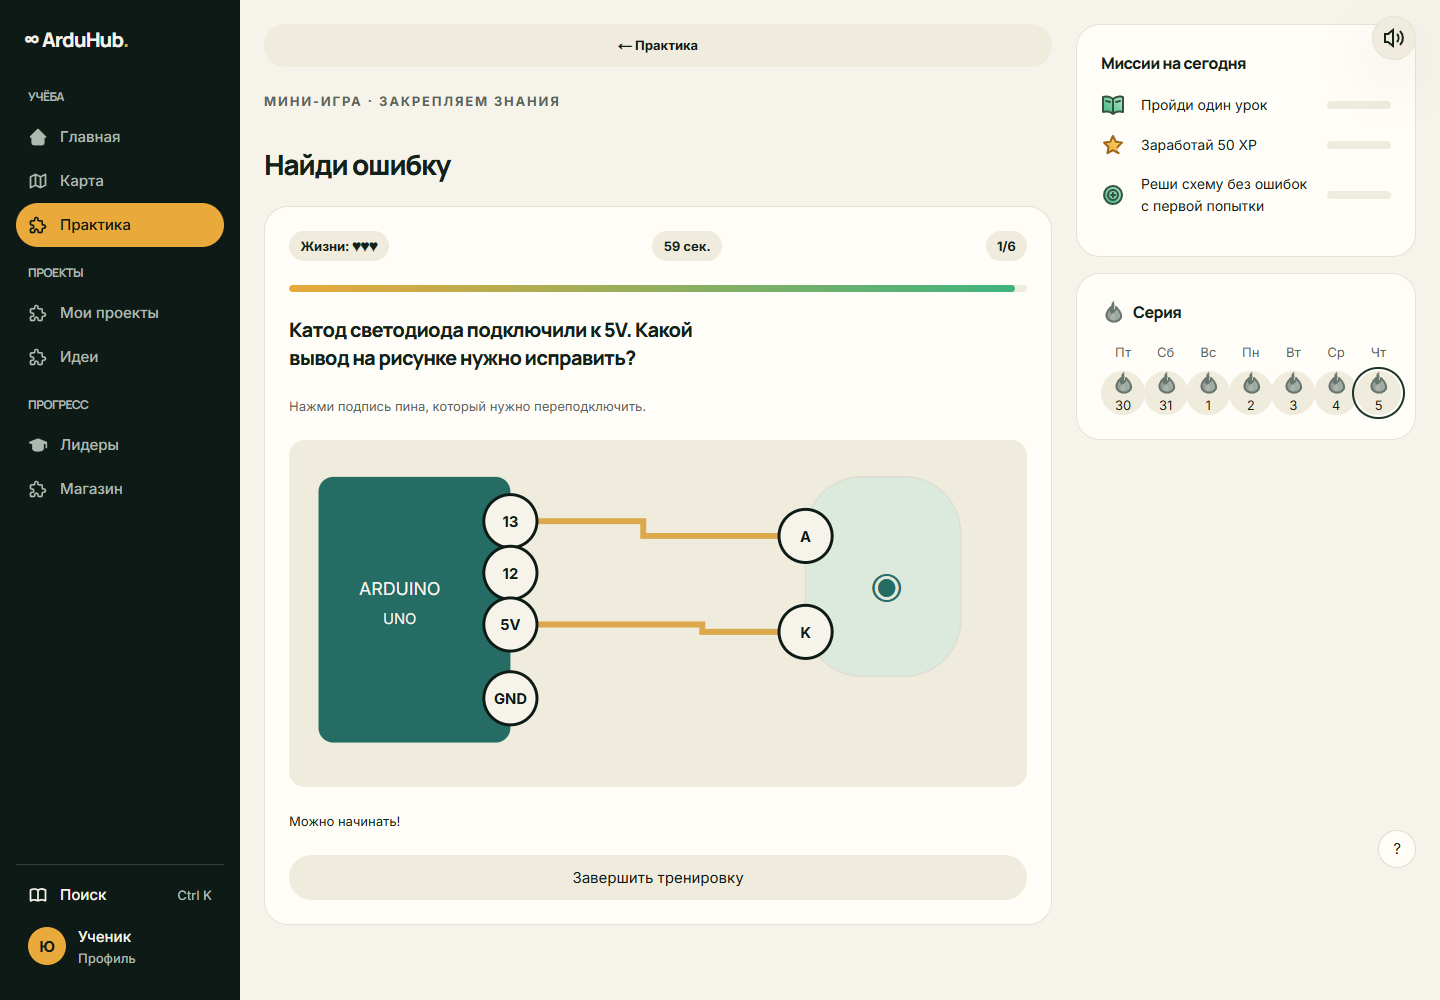 ∞ ArduHub.
УЧЁБА
Главная
Карта
Практика
ПРОЕКТЫ
Мои проекты
Идеи
ПРОГРЕСС
Лидеры
Магазин
Поиск Ctrl K
Ю
Ученик
Профиль
← Практика
МИНИ-ИГРА · ЗАКРЕПЛЯЕМ ЗНАНИЯ
Найди ошибку
Жизни: ♥♥♥ 59 сек. 1/6
Катод светодиода подключили к 5V. Какой
вывод на рисунке нужно исправить?
Нажми подпись пина, который нужно переподключить.
13
12
5V
GND
ARDUINO
UNO
A
K
Можно начинать!
Завершить тренировку
Миссии на сегодня
Пройди один урок
Заработай 50 XP
Реши схему без ошибок
с первой попытки
Серия
Пт Сб Вс Пн Вт Ср Чт
30 31 1 2 3 4 5
?